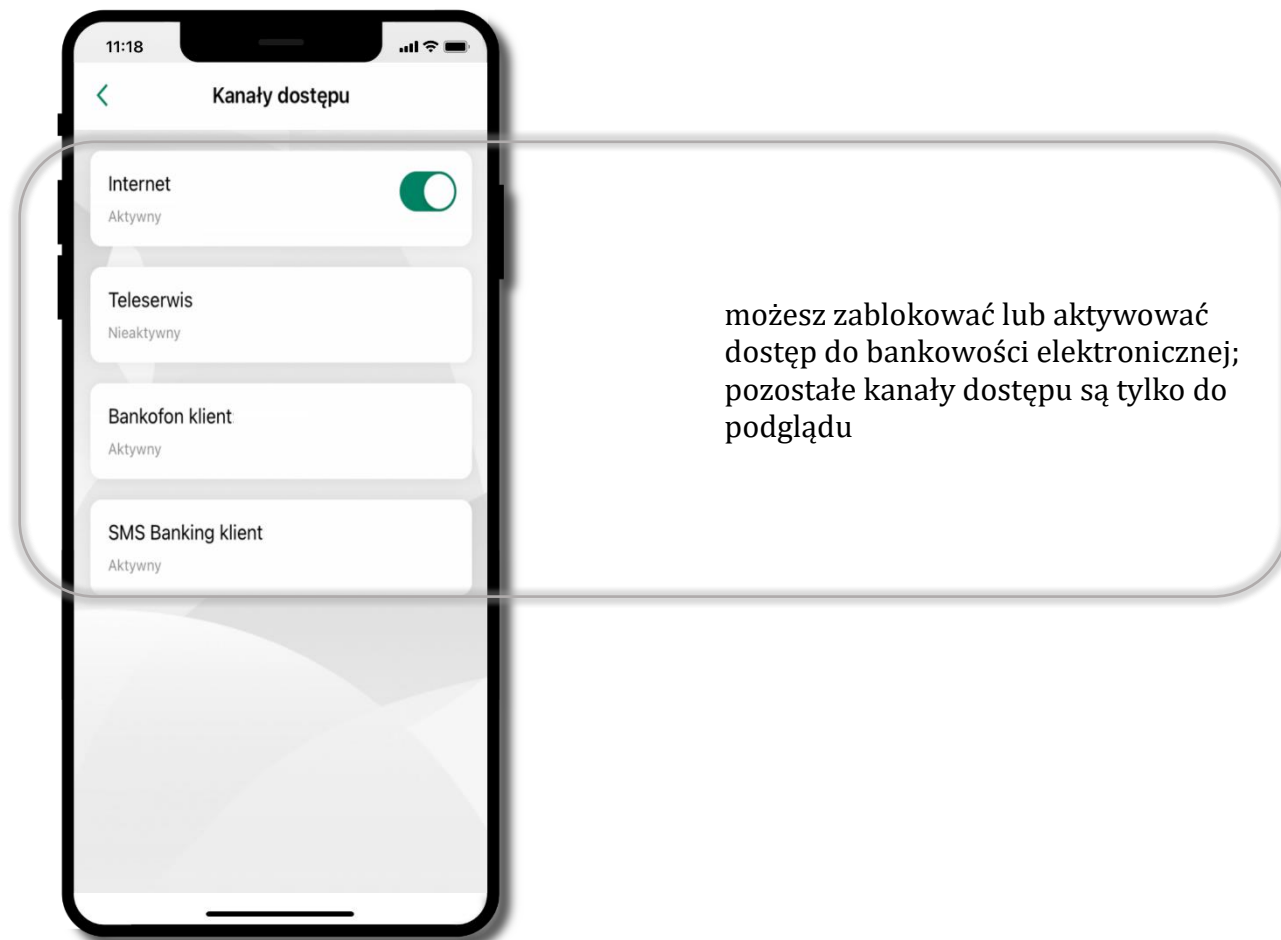 11:18
Kanały dostępu
Internet
Aktywny
Teleserwis
Nieaktywny
Bankofon klient
Aktywny
SMS Banking klient
Aktywny
możesz zablokować lub aktywować
dostęp do bankowości elektronicznej;
pozostałe kanały dostępu są tylko do
podglądu